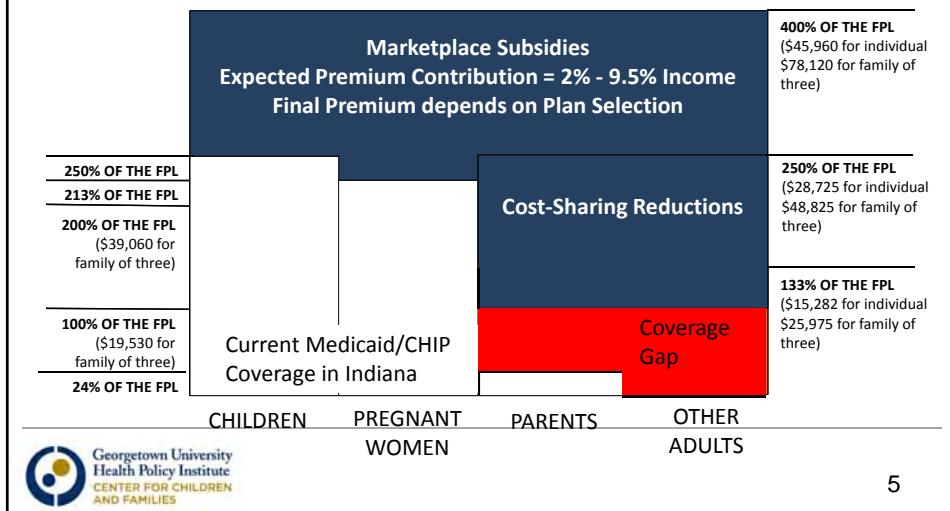 Marketplace Subsidies
Expected Premium Contribution = 2% - 9.5% Income
Final Premium depends on Plan Selection
400% OF THE FPL
($45,960 for individual
$78,120 for family of
three)
250% OF THE FPL
213% OF THE FPL
200% OF THE FPL
($39,060 for
family of three)
100% OF THE FPL
($19,530 for
family of three)
24% OF THE FPL
Cost-Sharing Reductions
250% OF THE FPL
($28,725 for individual
$48,825 for family of
three)
133% OF THE FPL
($15,282 for individual
$25,975 for family of
three)
Current Medicaid/CHIP
Coverage in Indiana
Coverage
Gap
CHILDREN
PREGNANT
WOMEN
PARENTS
OTHER
ADULTS
Georgetown University
Health Policy Institute
CENTER FOR CHILDREN
AND FAMILIES
5